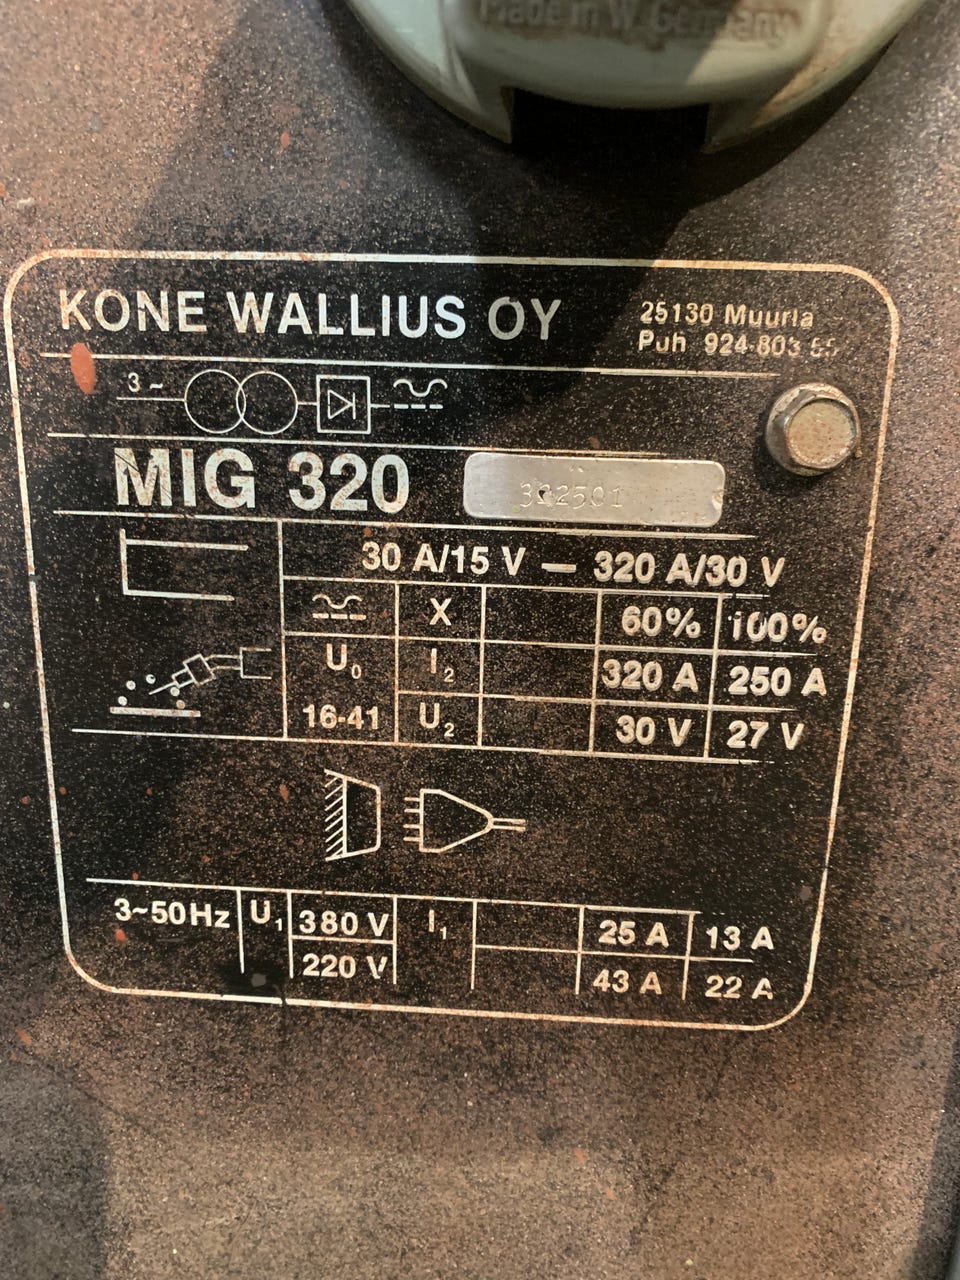 Made in W. Germany
KONE WALLIUS OY
25130 Muurla
Puh 924-803 55
3 ~
MIG 320
30 A/15 V — 320 A/30 V
X 60% 100%
U0 I2 320 A 250 A
16-41 U2 30 V 27 V
3~50Hz U1 380 V I1 25 A 13 A
220 V 43 A 22 A